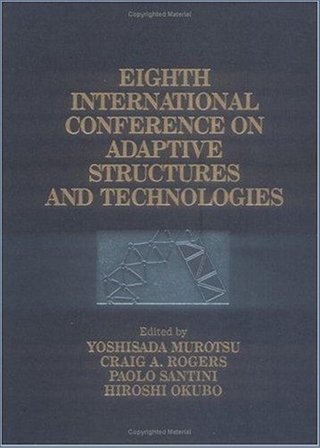 EIGHTH
INTERNATIONAL
CONFERENCE ON
ADAPTIVE
STRUCTURES
AND TECHNOLOGIES
Edited by
YOSHISADA MUROTSU
CRAIG A. ROGERS
PAOLO SANTINI
HIROSHI OKUBO